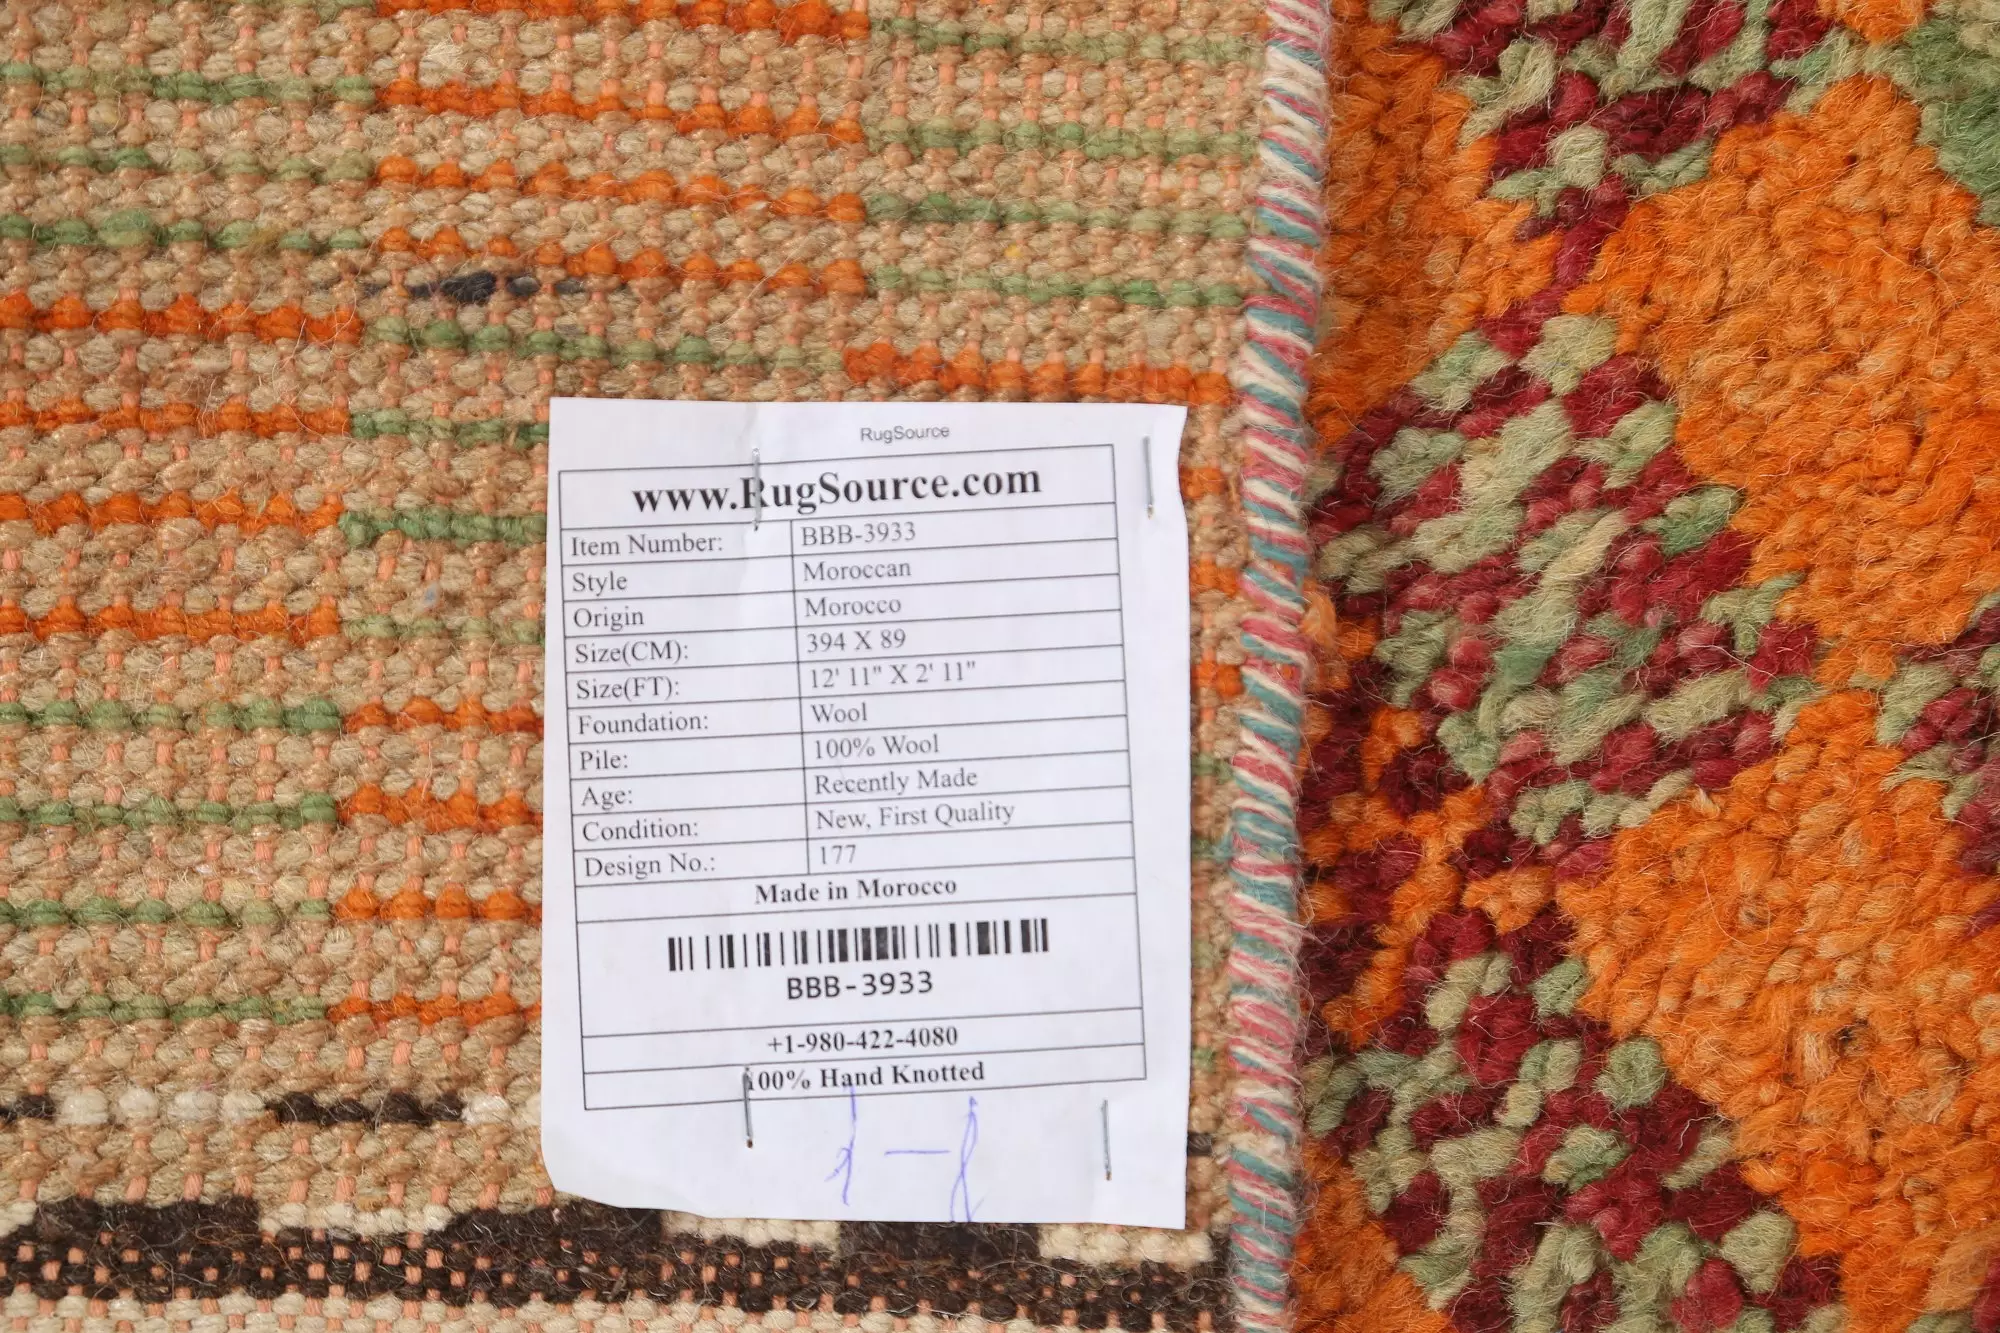 RugSource
www.RugSource.com
Item Number: BBB-3933
Style Moroccan
Origin Morocco
Size(CM): 394 X 89
Size(FT): 12' 11" X 2' 11"
Foundation: Wool
Pile: 100% Wool
Age: Recently Made
Condition: New, First Quality
Design No.: 177
Made in Morocco
BBB-3933
+1-980-422-4080
100% Hand Knotted